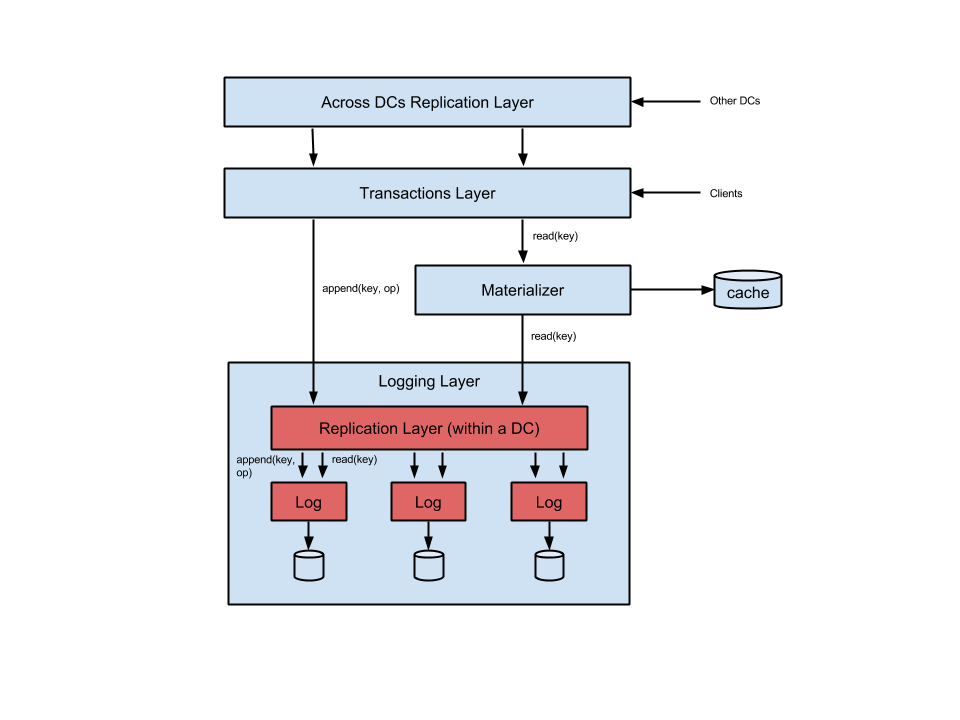 Across DCs Replication Layer
Other DCs
Transactions Layer
Clients
read(key)
append(key, op)
Materializer
cache
read(key)
Logging Layer
Replication Layer (within a DC)
append(key,
op)
read(key)
Log
Log
Log